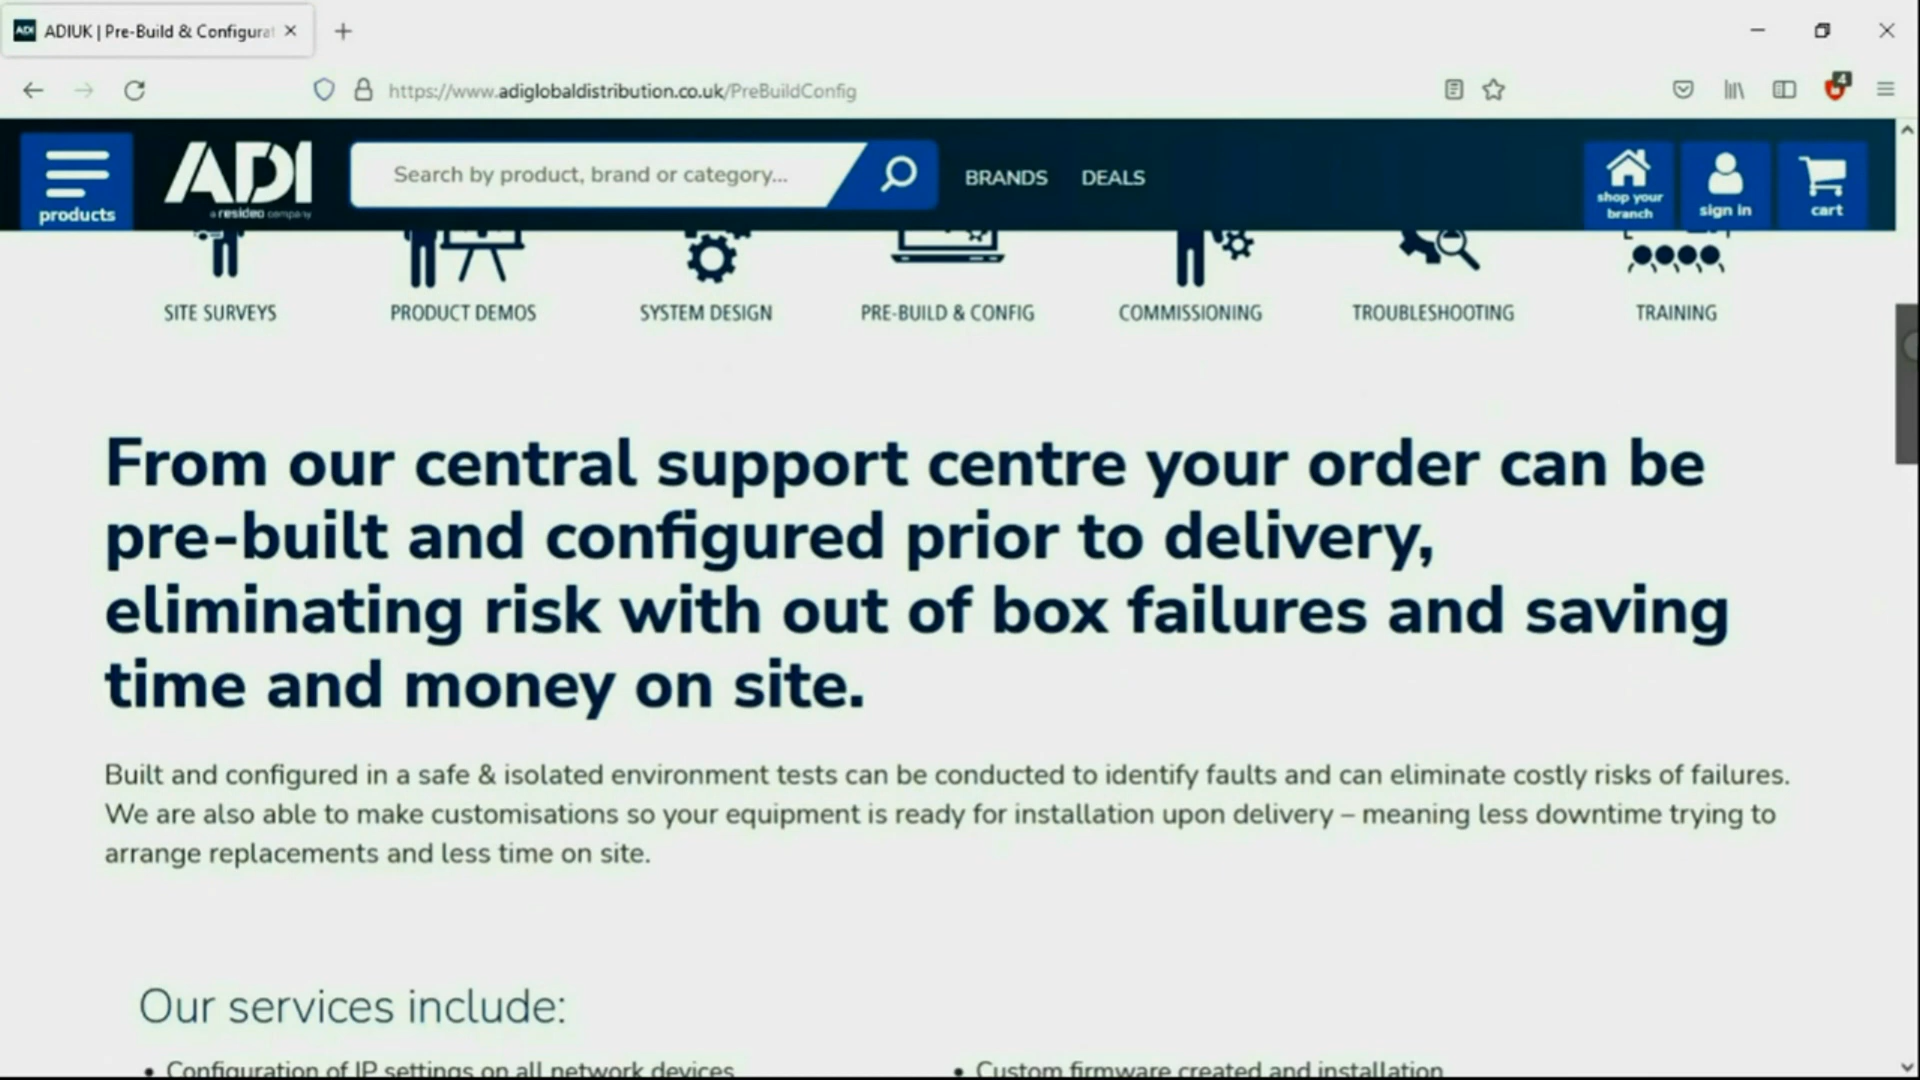 ADIUK | Pre-Build & Configurat
https://www.adiglobaldistribution.co.uk/PreBuildConfig
4
products
ADI
a resideo company
Search by product, brand or category...
BRANDS
DEALS
shop your
branch
sign in
cart
SITE SURVEYS
PRODUCT DEMOS
SYSTEM DESIGN
PRE-BUILD & CONFIG
COMMISSIONING
TROUBLESHOOTING
TRAINING
From our central support centre your order can be
pre-built and configured prior to delivery,
eliminating risk with out of box failures and saving
time and money on site.
Built and configured in a safe & isolated environment tests can be conducted to identify faults and can eliminate costly risks of failures.
We are also able to make customisations so your equipment is ready for installation upon delivery – meaning less downtime trying to
arrange replacements and less time on site.
Our services include:
• Configuration of IP settings on all network devices
• Custom firmware created and installation